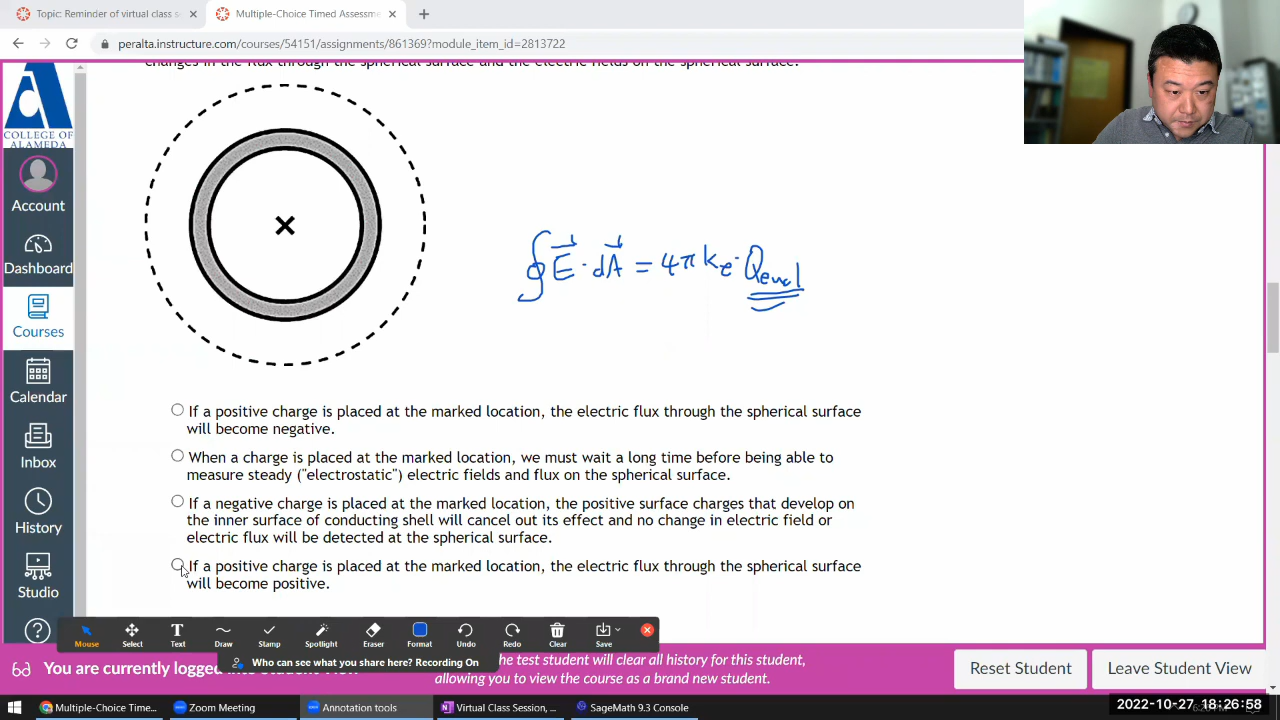 Topic: Reminder of virtual class s
Multiple-Choice Timed Assessme
peralta.instructure.com/courses/54151/assignments/861369?module_item_id=2813722
changes in the flux through the spherical surface and the electric fields on the spherical surface.
COLLEGE OF
ALAMEDA
Account
Dashboard
Courses
Calendar
Inbox
History
Studio
∮E⃗·dA⃗ = 4πke·Qencl
If a positive charge is placed at the marked location, the electric flux through the spherical surface
will become negative.
When a charge is placed at the marked location, we must wait a long time before being able to
measure steady ("electrostatic") electric fields and flux on the spherical surface.
If a negative charge is placed at the marked location, the positive surface charges that develop on
the inner surface of conducting shell will cancel out its effect and no change in electric field or
electric flux will be detected at the spherical surface.
If a positive charge is placed at the marked location, the electric flux through the spherical surface
will become positive.
Mouse
Select
Text
Draw
Stamp
Spotlight
Eraser
Format
Undo
Redo
Clear
Save
Who can see what you share here? Recording On
You are currently logged
he test student will clear all history for this student,
allowing you to view the course as a brand new student.
Reset Student
Leave Student View
Multiple-Choice Time...
Zoom Meeting
Annotation tools
Virtual Class Session, ...
SageMath 9.3 Console
2022-10-27 18:26:58